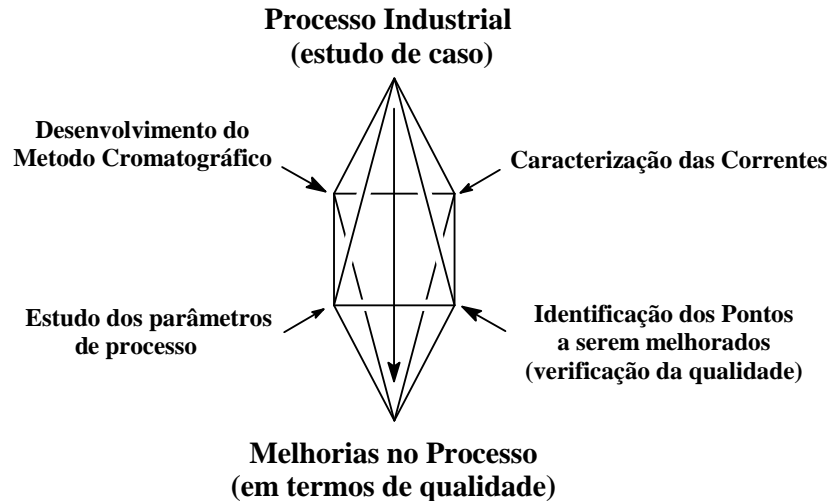 Processo Industrial
(estudo de caso)
Desenvolvimento do
Metodo Cromatográfico
Caracterização das Correntes
Estudo dos parâmetros
de processo
Identificação dos Pontos
a serem melhorados
(verificação da qualidade)
Melhorias no Processo
(em termos de qualidade)